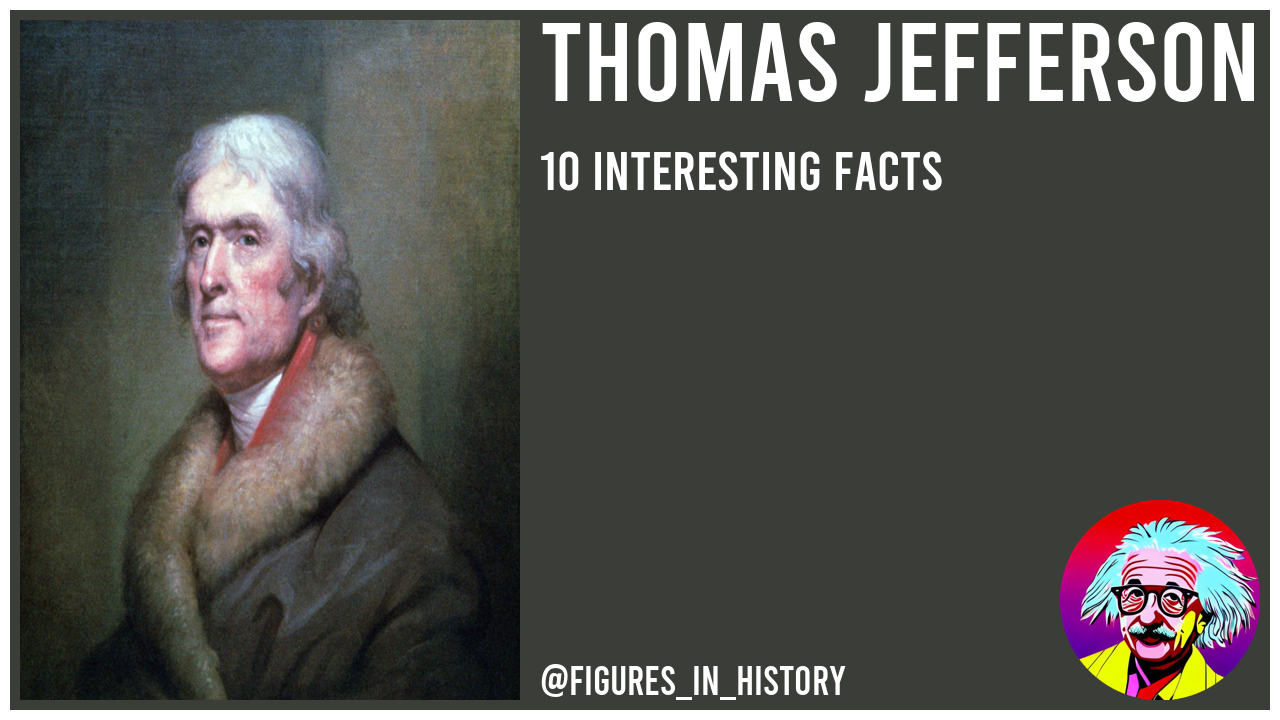 THOMAS JEFFERSON
10 INTERESTING FACTS
@FIGURES_IN_HISTORY